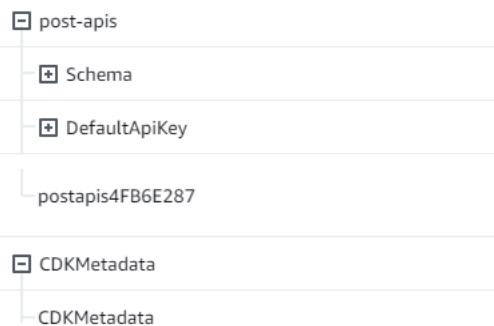 post-apis
Schema
DefaultApiKey
postapis4FB6E287
CDKMetadata
CDKMetadata